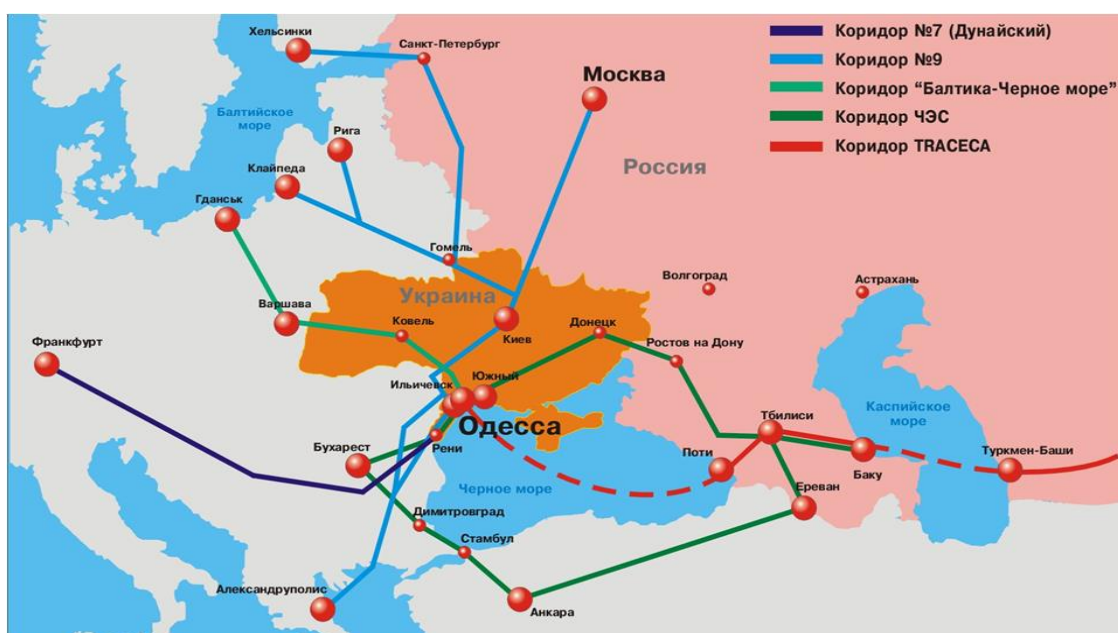 Хельсинки
Санкт-Петербург
Москва
Коридор №7 (Дунайский)
Коридор №9
Коридор "Балтика-Черное море"
Коридор ЧЭС
Коридор TRACECA
Балтийское
море
Рига
Клайпеда
Гданськ
Россия
Гомель
Волгоград
Астрахань
Украина
Варшава
Ковель
Киев
Донецк
Ростов на Дону
Франкфурт
Ильичевск
Южный
Одесса
Каспийское
море
Тбилиси
Бухарест
Рени
Поти
Баку
Туркмен-Баши
Черное море
Ереван
Димитровград
Стамбул
Александруполис
Анкара